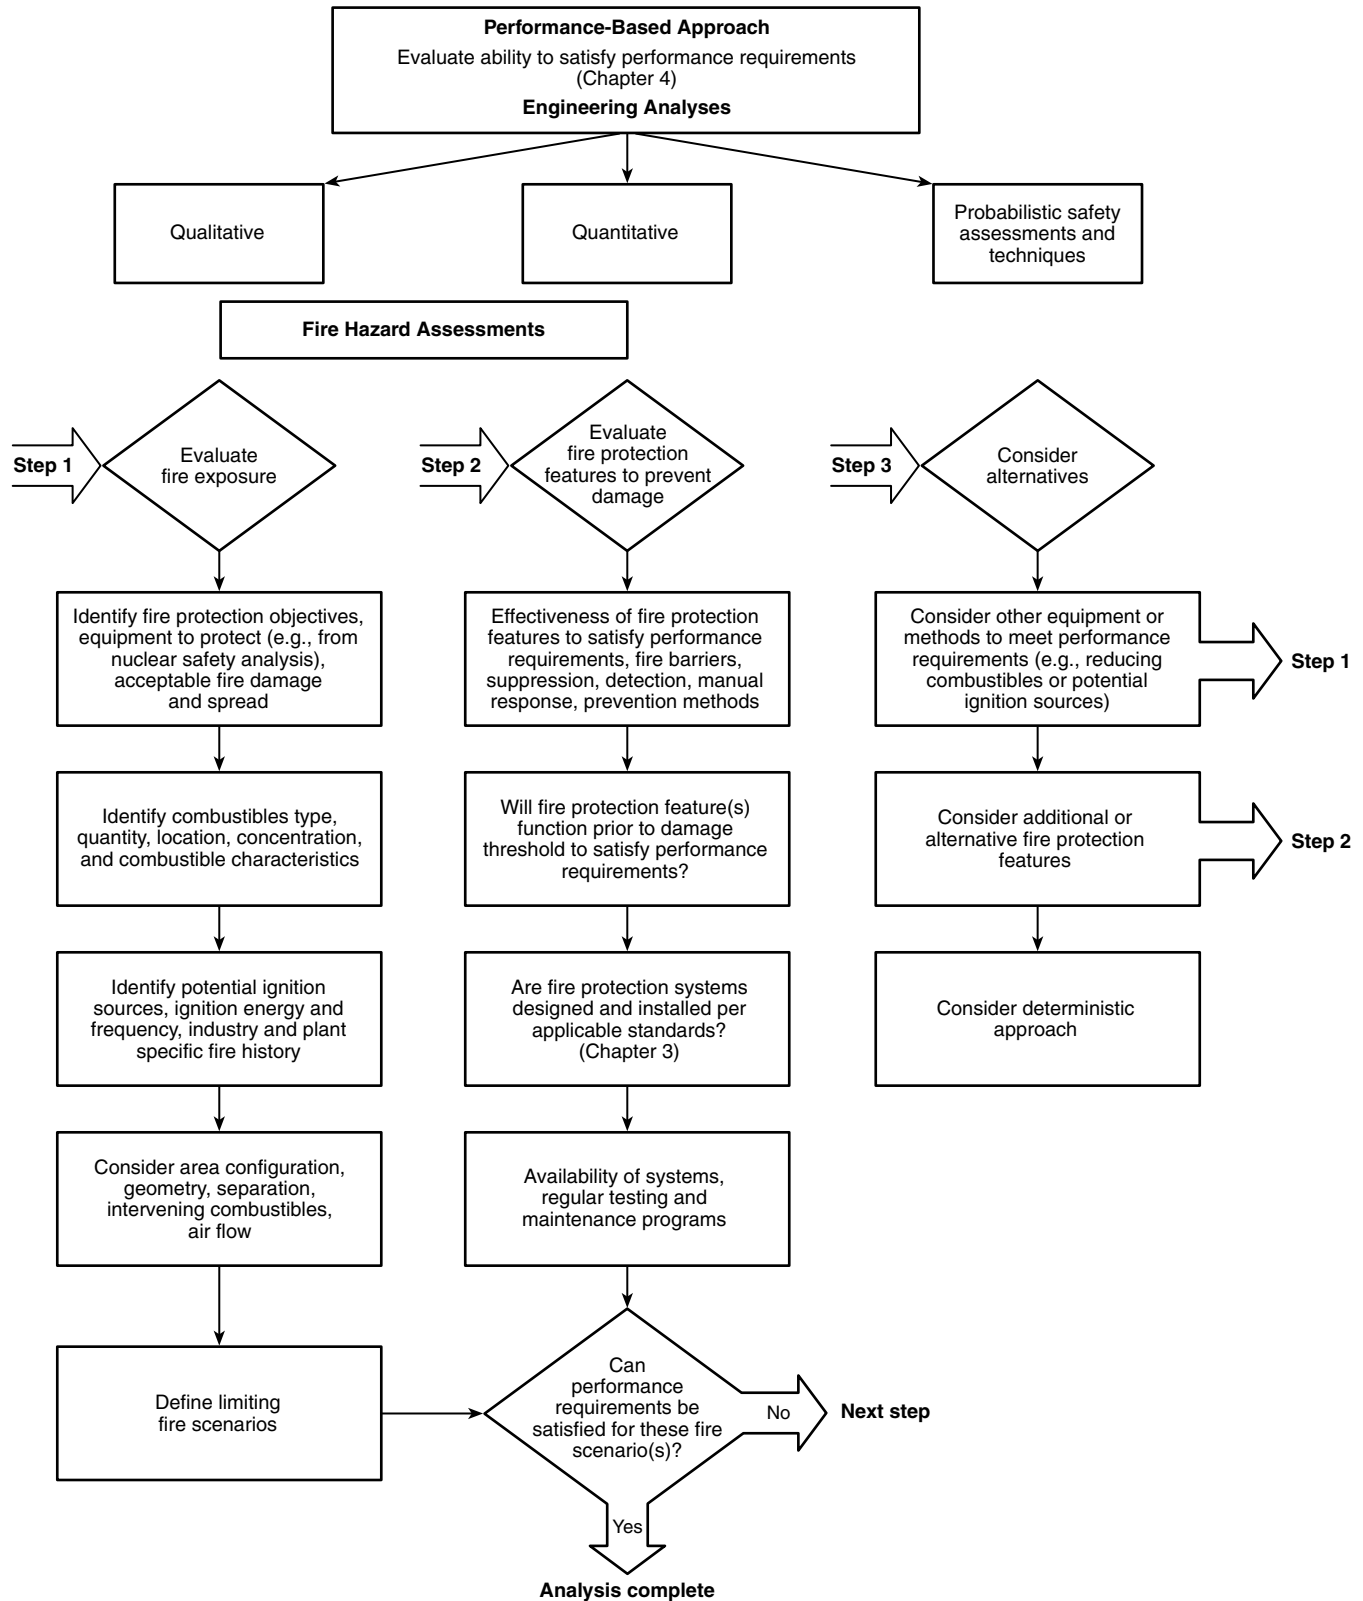 Performance-Based Approach
Evaluate ability to satisfy performance requirements
(Chapter 4)
Engineering Analyses
Qualitative
Quantitative
Probabilistic safety
assessments and
techniques
Fire Hazard Assessments
Step 1
Evaluate
fire exposure
Identify fire protection objectives,
equipment to protect (e.g., from
nuclear safety analysis),
acceptable fire damage
and spread
Identify combustibles type,
quantity, location, concentration,
and combustible characteristics
Identify potential ignition
sources, ignition energy and
frequency, industry and plant
specific fire history
Consider area configuration,
geometry, separation,
intervening combustibles,
air flow
Define limiting
fire scenarios
Step 2
Evaluate
fire protection
features to prevent
damage
Effectiveness of fire protection
features to satisfy performance
requirements, fire barriers,
suppression, detection, manual
response, prevention methods
Will fire protection feature(s)
function prior to damage
threshold to satisfy performance
requirements?
Are fire protection systems
designed and installed per
applicable standards?
(Chapter 3)
Availability of systems,
regular testing and
maintenance programs
Can
performance
requirements be
satisfied for these fire
scenario(s)?
No
Next step
Yes
Analysis complete
Step 3
Consider
alternatives
Consider other equipment or
methods to meet performance
requirements (e.g., reducing
combustibles or potential
ignition sources)
Step 1
Consider additional or
alternative fire protection
features
Step 2
Consider deterministic
approach